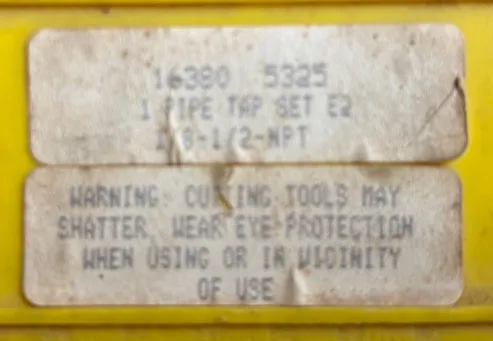 16380 5325
1 PIPE TAP SET E2
1/8-1/2-NPT
WARNING: CUTTING TOOLS MAY
SHATTER. WEAR EYE PROTECTION
WHEN USING OR IN VICINITY
OF USE